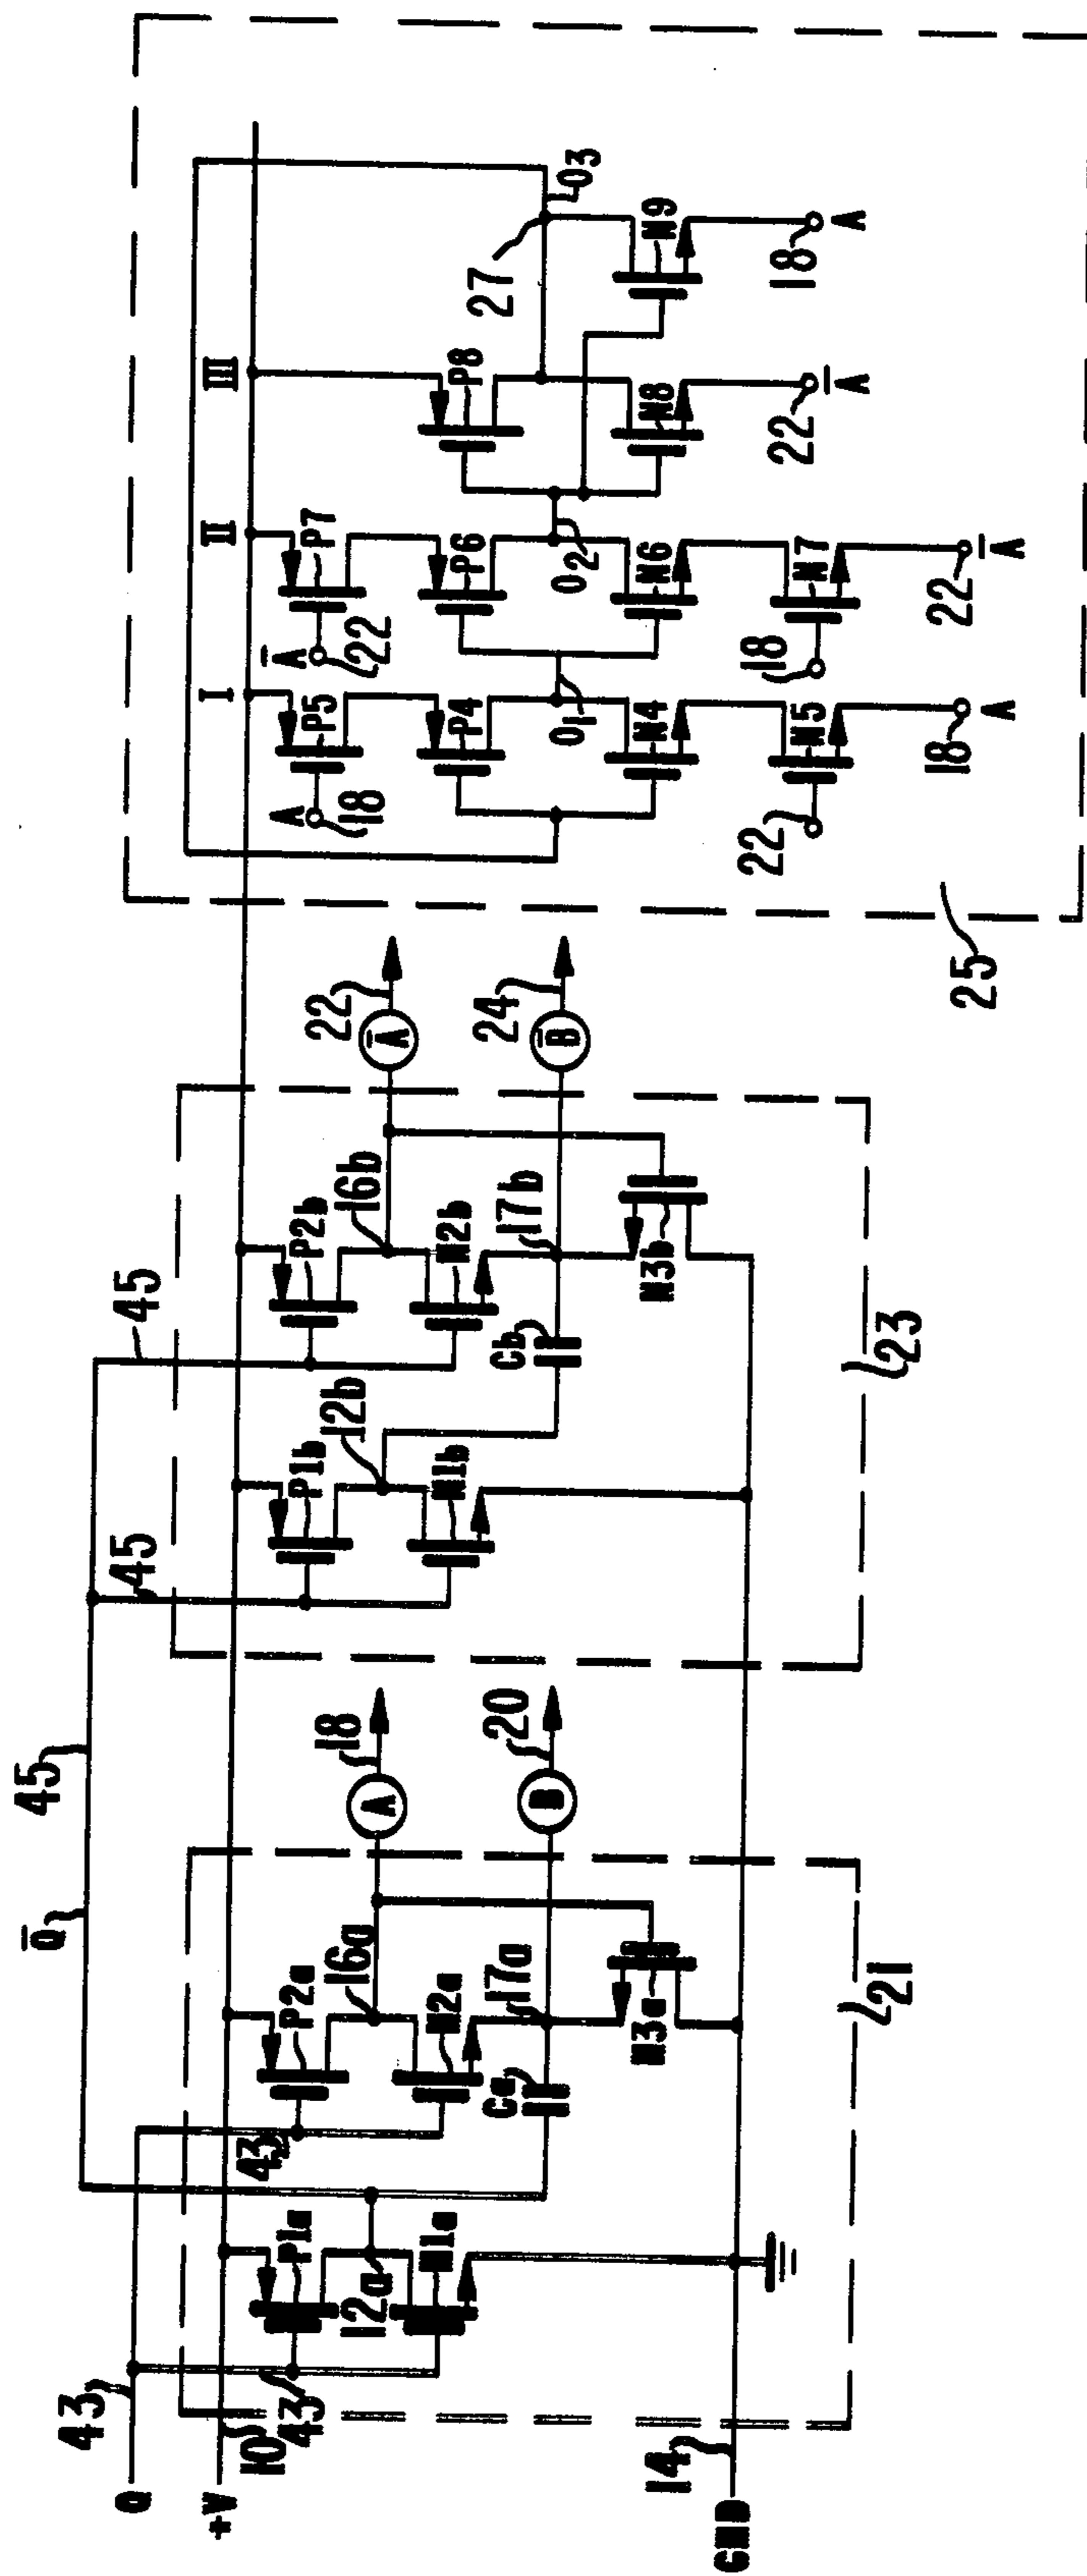 Q
43
+V
10
43
GND
14
P1a
12a
N1a
43
P2a
16a
N2a
Ca
17a
N3a
21
Q̅
45
A
18
B
20
45
45
P1b
12b
N1b
P2b
16b
N2b
Cb
17b
N3b
23
A̅
22
B̅
24
25
I
II
III
A
18
P5
P4
O1
N4
22
N5
18
A
A̅
22
P7
P6
O2
N6
18
N7
22
A̅
P8
N8
22
A̅
27
O3
N9
18
A